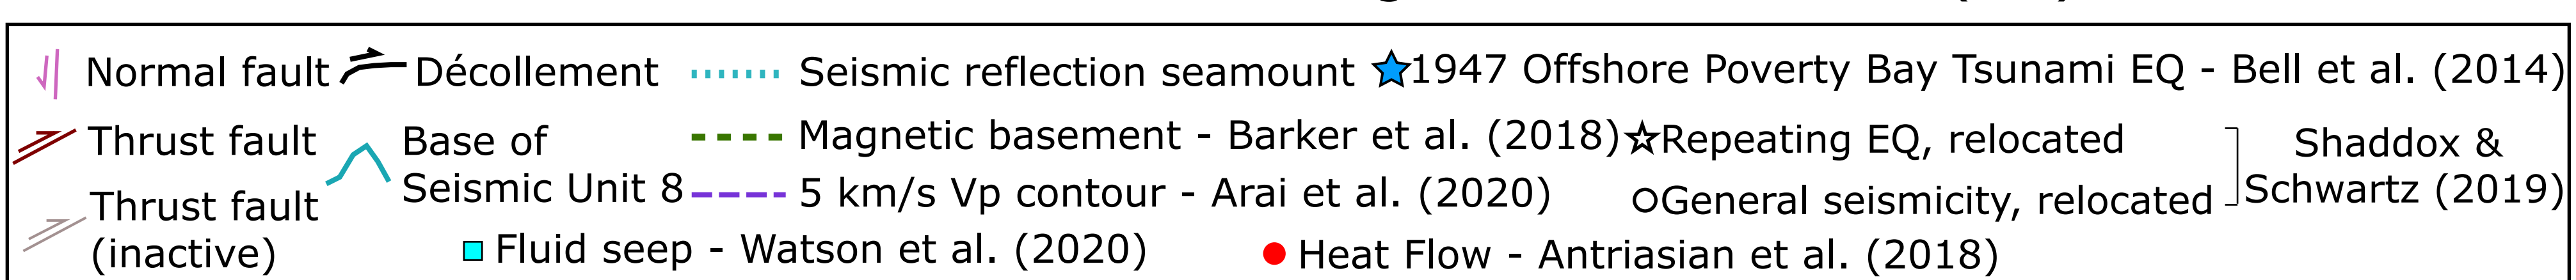 Normal fault
Décollement
Seismic reflection seamount
1947 Offshore Poverty Bay Tsunami EQ - Bell et al. (2014)
Thrust fault
Base of
Seismic Unit 8
Magnetic basement - Barker et al. (2018)
Repeating EQ, relocated
Shaddox &
Schwartz (2019)
Thrust fault
(inactive)
5 km/s Vp contour - Arai et al. (2020)
General seismicity, relocated
Fluid seep - Watson et al. (2020)
Heat Flow - Antriasian et al. (2018)